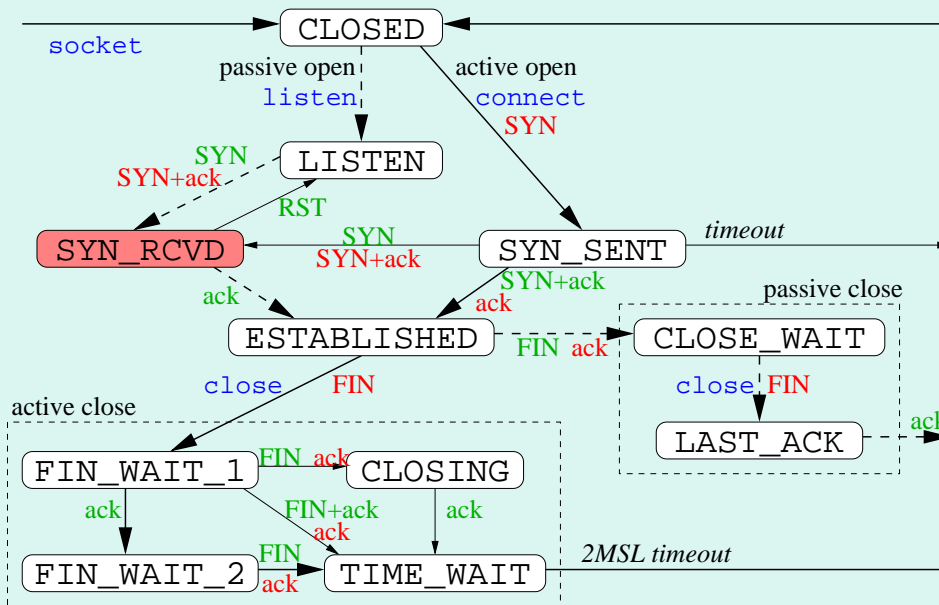 CLOSED
socket
passive open
active open
listen
connect
SYN
LISTEN
SYN
SYN+ack
RST
SYN_RCVD
SYN
SYN+ack
SYN_SENT
timeout
ack
SYN+ack
ack
passive close
ESTABLISHED
FIN ack
CLOSE_WAIT
close FIN
close FIN
active close
LAST_ACK
ack
FIN_WAIT_1
FIN ack
CLOSING
ack
FIN+ack
ack
ack
FIN_WAIT_2
FIN
ack
TIME_WAIT
2MSL timeout